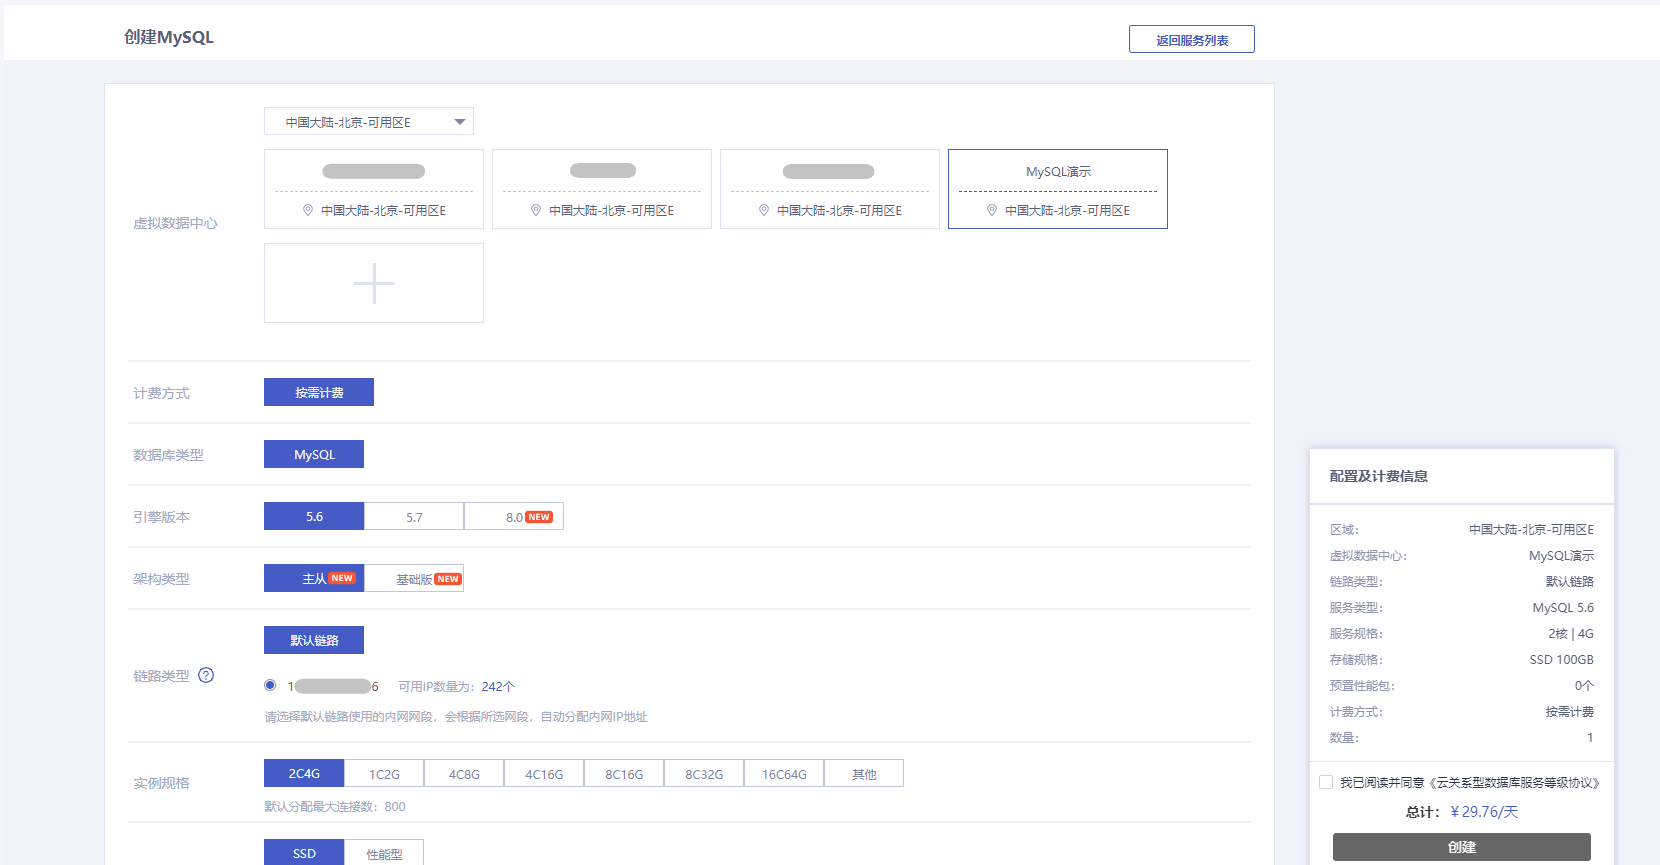 创建MySQL
返回服务列表
中国大陆-北京-可用区E
虚拟数据中心
中国大陆-北京-可用区E
中国大陆-北京-可用区E
中国大陆-北京-可用区E
MySQL演示
中国大陆-北京-可用区E
计费方式
按需计费
数据库类型
MySQL
引擎版本
5.6
5.7
8.0 NEW
架构类型
主从 NEW
基础版 NEW
链路类型 ?
默认链路
1 6 可用IP数量为：242个
请选择默认链路使用的内网网段，会根据所选网段，自动分配内网IP地址
实例规格
2C4G
1C2G
4C8G
4C16G
8C16G
8C32G
16C64G
其他
默认分配最大连接数：800
SSD
性能型
配置及计费信息
区域： 中国大陆-北京-可用区E
虚拟数据中心： MySQL演示
链路类型： 默认链路
服务类型： MySQL 5.6
服务规格： 2核 | 4G
存储规格： SSD 100GB
预置性能包： 0个
计费方式： 按需计费
数量： 1
我已阅读并同意《云关系型数据库服务等级协议》
总计：￥29.76/天
创建